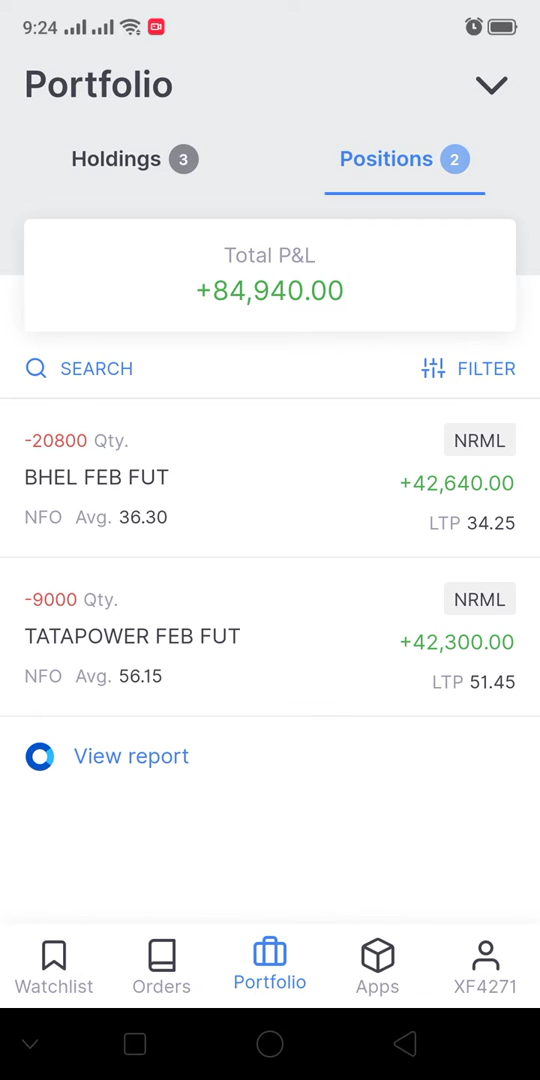 9:24
Portfolio
Holdings 3 Positions 2
Total P&L
+84,940.00
SEARCH FILTER
-20800 Qty. NRML
BHEL FEB FUT +42,640.00
NFO Avg. 36.30 LTP 34.25
-9000 Qty. NRML
TATAPOWER FEB FUT +42,300.00
NFO Avg. 56.15 LTP 51.45
View report
Watchlist Orders Portfolio Apps XF4271